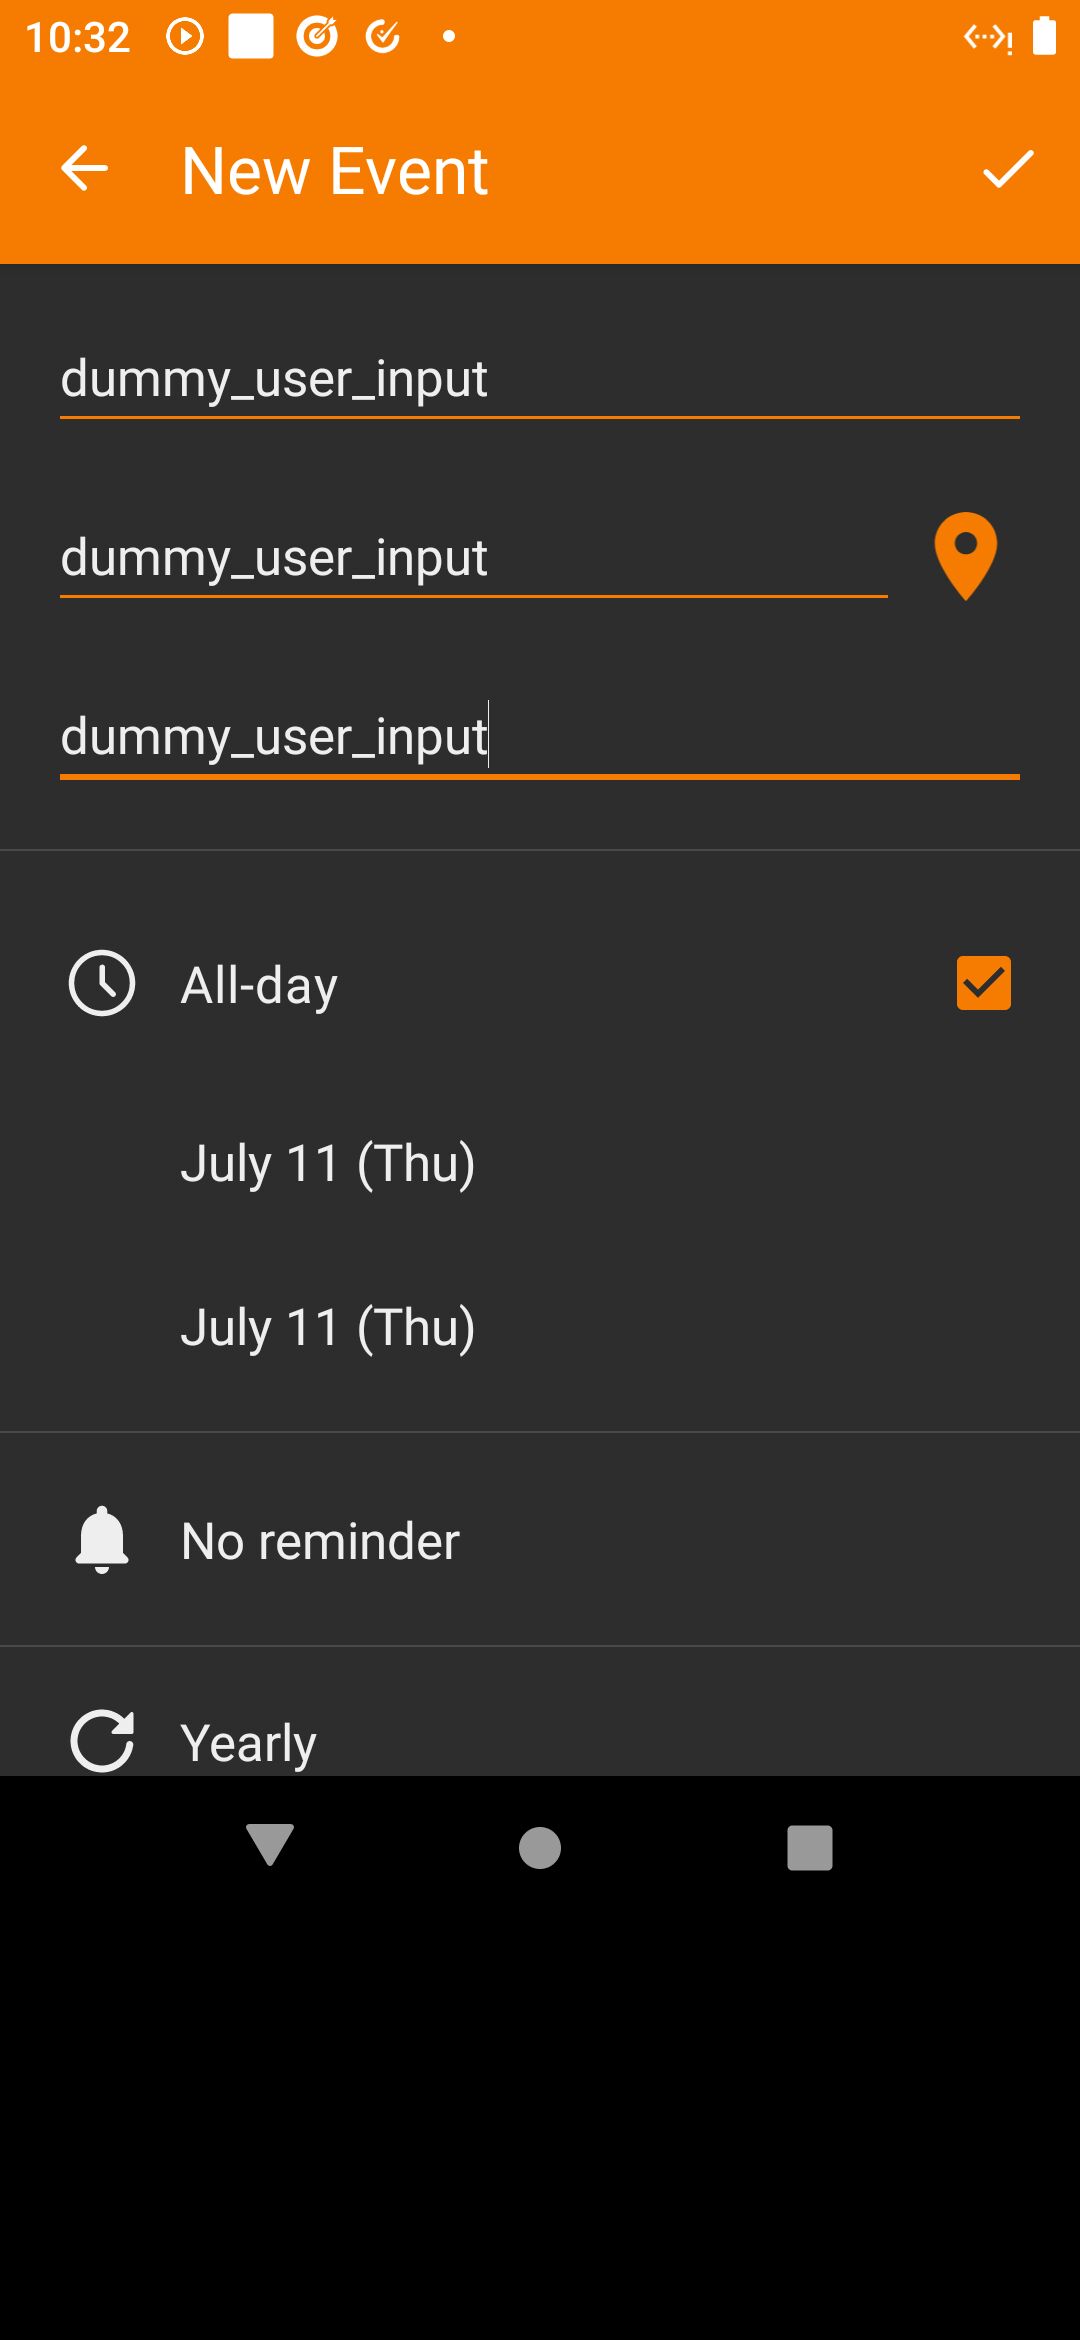 10:32
New Event
dummy_user_input
dummy_user_input
dummy_user_input
All-day
July 11 (Thu)
July 11 (Thu)
No reminder
Yearly